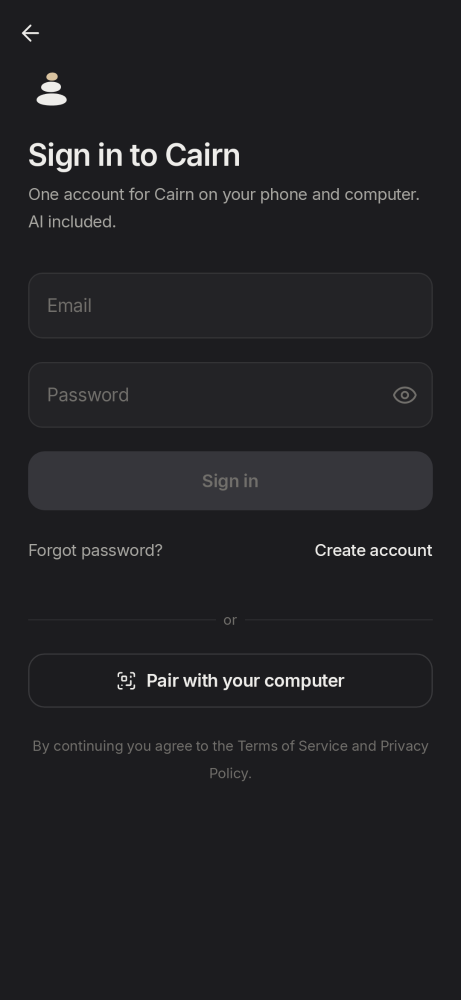 Sign in to Cairn
One account for Cairn on your phone and computer.
AI included.
Email
Password
Sign in
Forgot password?
Create account
or
Pair with your computer
By continuing you agree to the Terms of Service and Privacy
Policy.